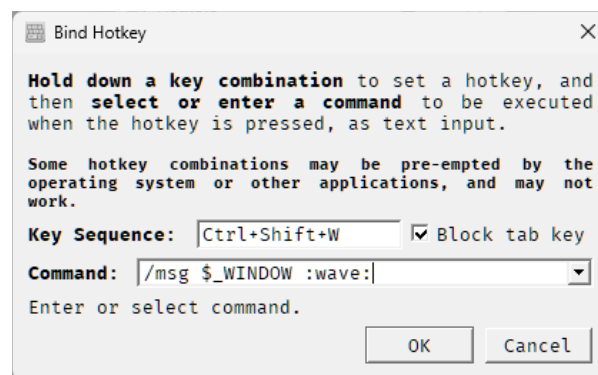 Bind Hotkey
Hold down a key combination to set a hotkey, and
then select or enter a command to be executed
when the hotkey is pressed, as text input.
Some hotkey combinations may be pre-empted by the
operating system or other applications, and may not
work.
Key Sequence: Ctrl+Shift+W Block tab key
Command: /msg $_WINDOW :wave:
Enter or select command.
OK Cancel